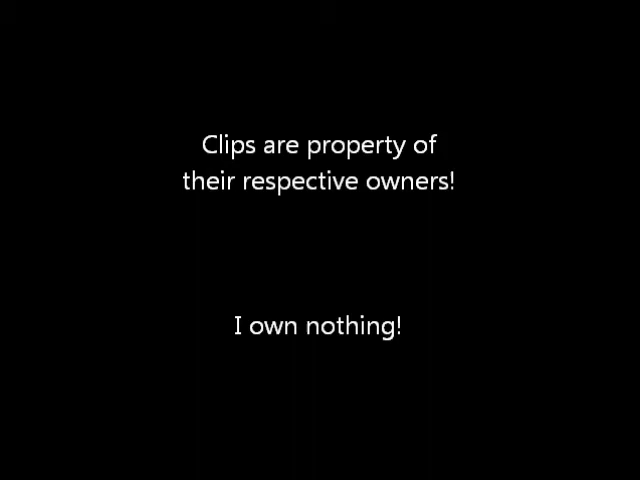 Clips are property of
their respective owners!
I own nothing!